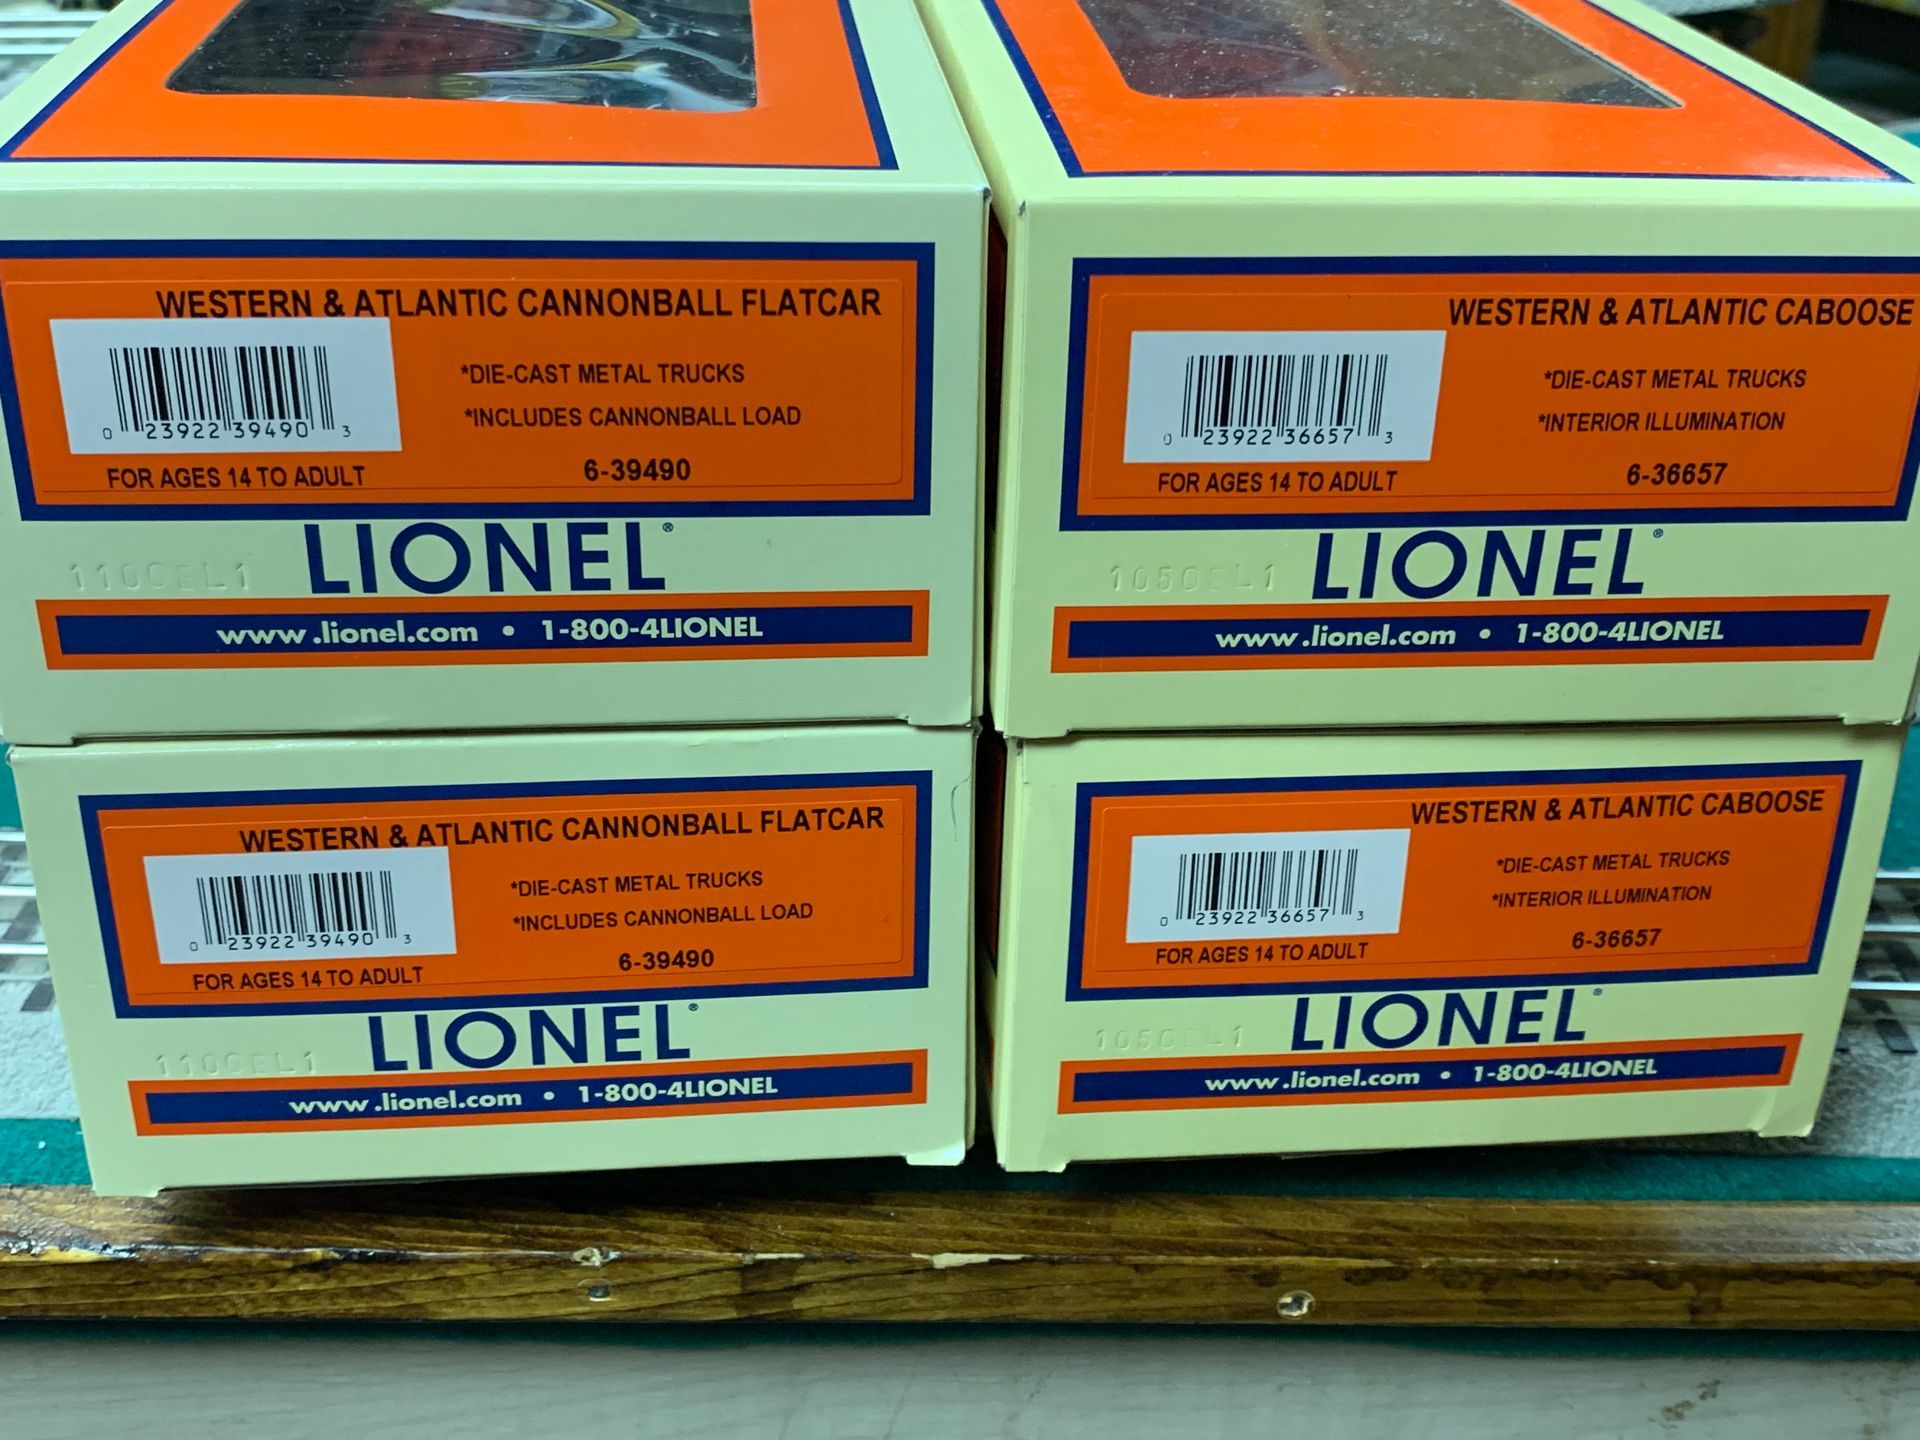 WESTERN & ATLANTIC CANNONBALL FLATCAR
*DIE-CAST METAL TRUCKS
*INCLUDES CANNONBALL LOAD
0 23922 39490 3
FOR AGES 14 TO ADULT
6-39490
LIONEL®
110OEL1
www.lionel.com • 1-800-4LIONEL
WESTERN & ATLANTIC CABOOSE
*DIE-CAST METAL TRUCKS
*INTERIOR ILLUMINATION
0 23922 36657 3
FOR AGES 14 TO ADULT
6-36657
LIONEL®
105OEL1
www.lionel.com • 1-800-4LIONEL
WESTERN & ATLANTIC CANNONBALL FLATCAR
*DIE-CAST METAL TRUCKS
*INCLUDES CANNONBALL LOAD
0 23922 39490 3
FOR AGES 14 TO ADULT
6-39490
LIONEL®
110OEL1
www.lionel.com • 1-800-4LIONEL
WESTERN & ATLANTIC CABOOSE
*DIE-CAST METAL TRUCKS
*INTERIOR ILLUMINATION
0 23922 36657 3
FOR AGES 14 TO ADULT
6-36657
LIONEL®
www.lionel.com • 1-800-4LIONEL